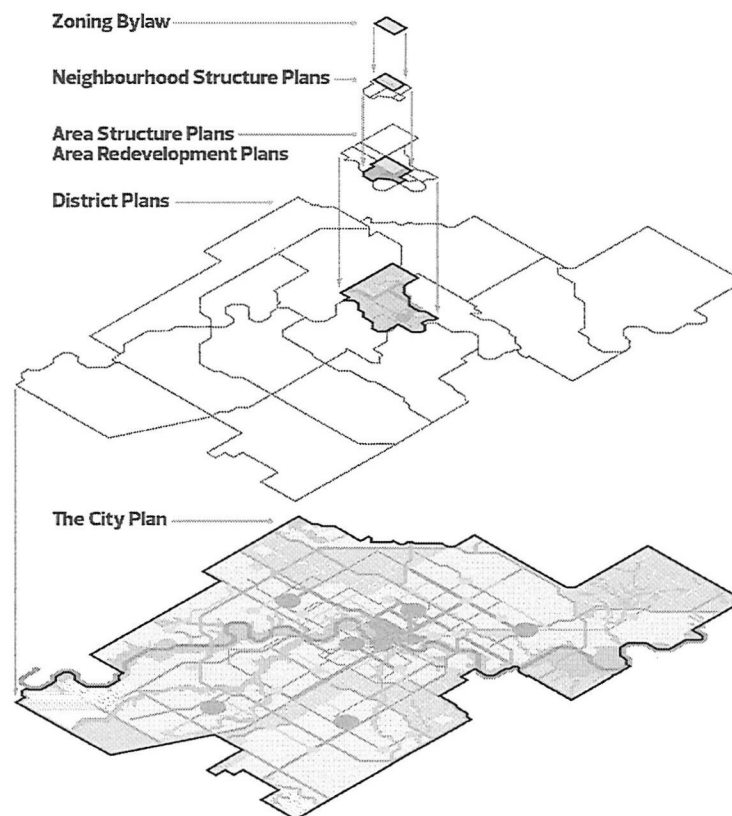 Zoning Bylaw
Neighbourhood Structure Plans
Area Structure Plans
Area Redevelopment Plans
District Plans
The City Plan